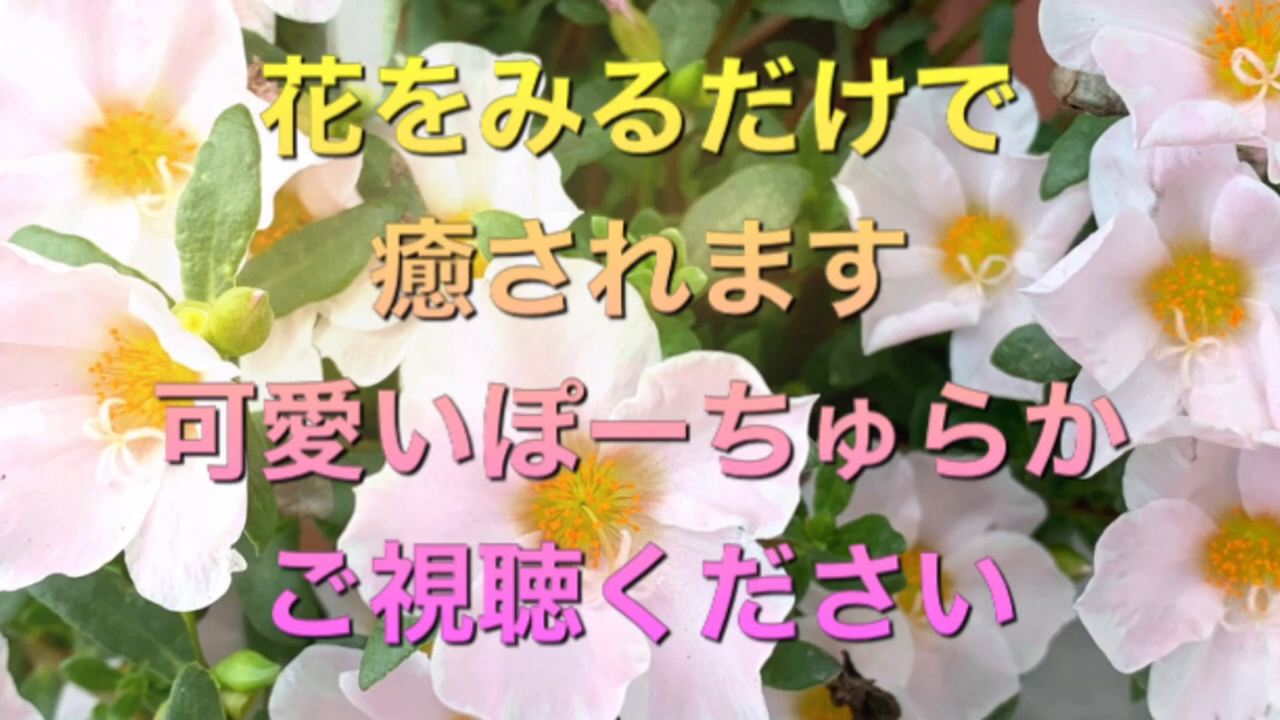 花をみるだけで
癒されます
可愛いぽーちゅらか
ご視聴ください